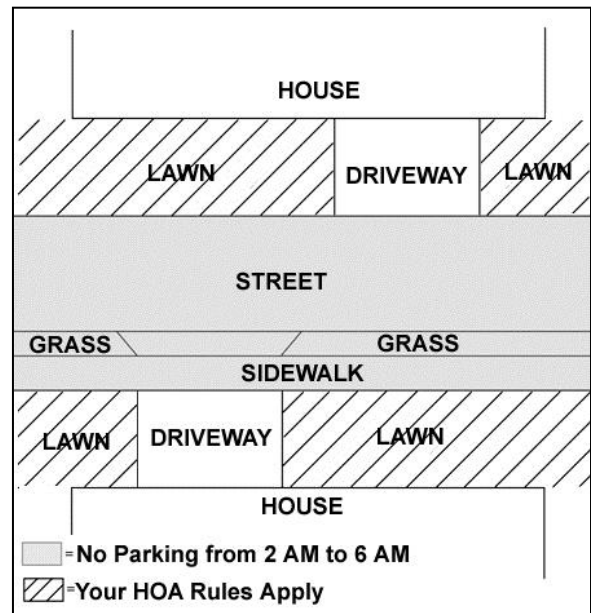 HOUSE
LAWN DRIVEWAY LAWN
STREET
GRASS GRASS
SIDEWALK
LAWN DRIVEWAY LAWN
HOUSE
=No Parking from 2 AM to 6 AM
=Your HOA Rules Apply